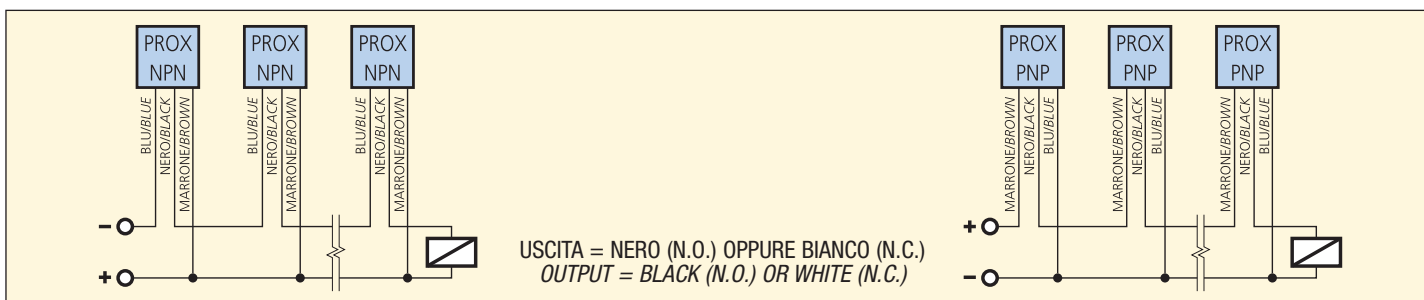 PROX
NPN
PROX
NPN
PROX
NPN
PROX
PNP
PROX
PNP
PROX
PNP
BLU/BLUE
NERO/BLACK
MARRONE/BROWN
BLU/BLUE
NERO/BLACK
MARRONE/BROWN
BLU/BLUE
NERO/BLACK
MARRONE/BROWN
MARRONE/BROWN
NERO/BLACK
BLU/BLUE
MARRONE/BROWN
NERO/BLACK
BLU/BLUE
MARRONE/BROWN
NERO/BLACK
BLU/BLUE
-
+
+
-
USCITA = NERO (N.O.) OPPURE BIANCO (N.C.)
OUTPUT = BLACK (N.O.) OR WHITE (N.C.)